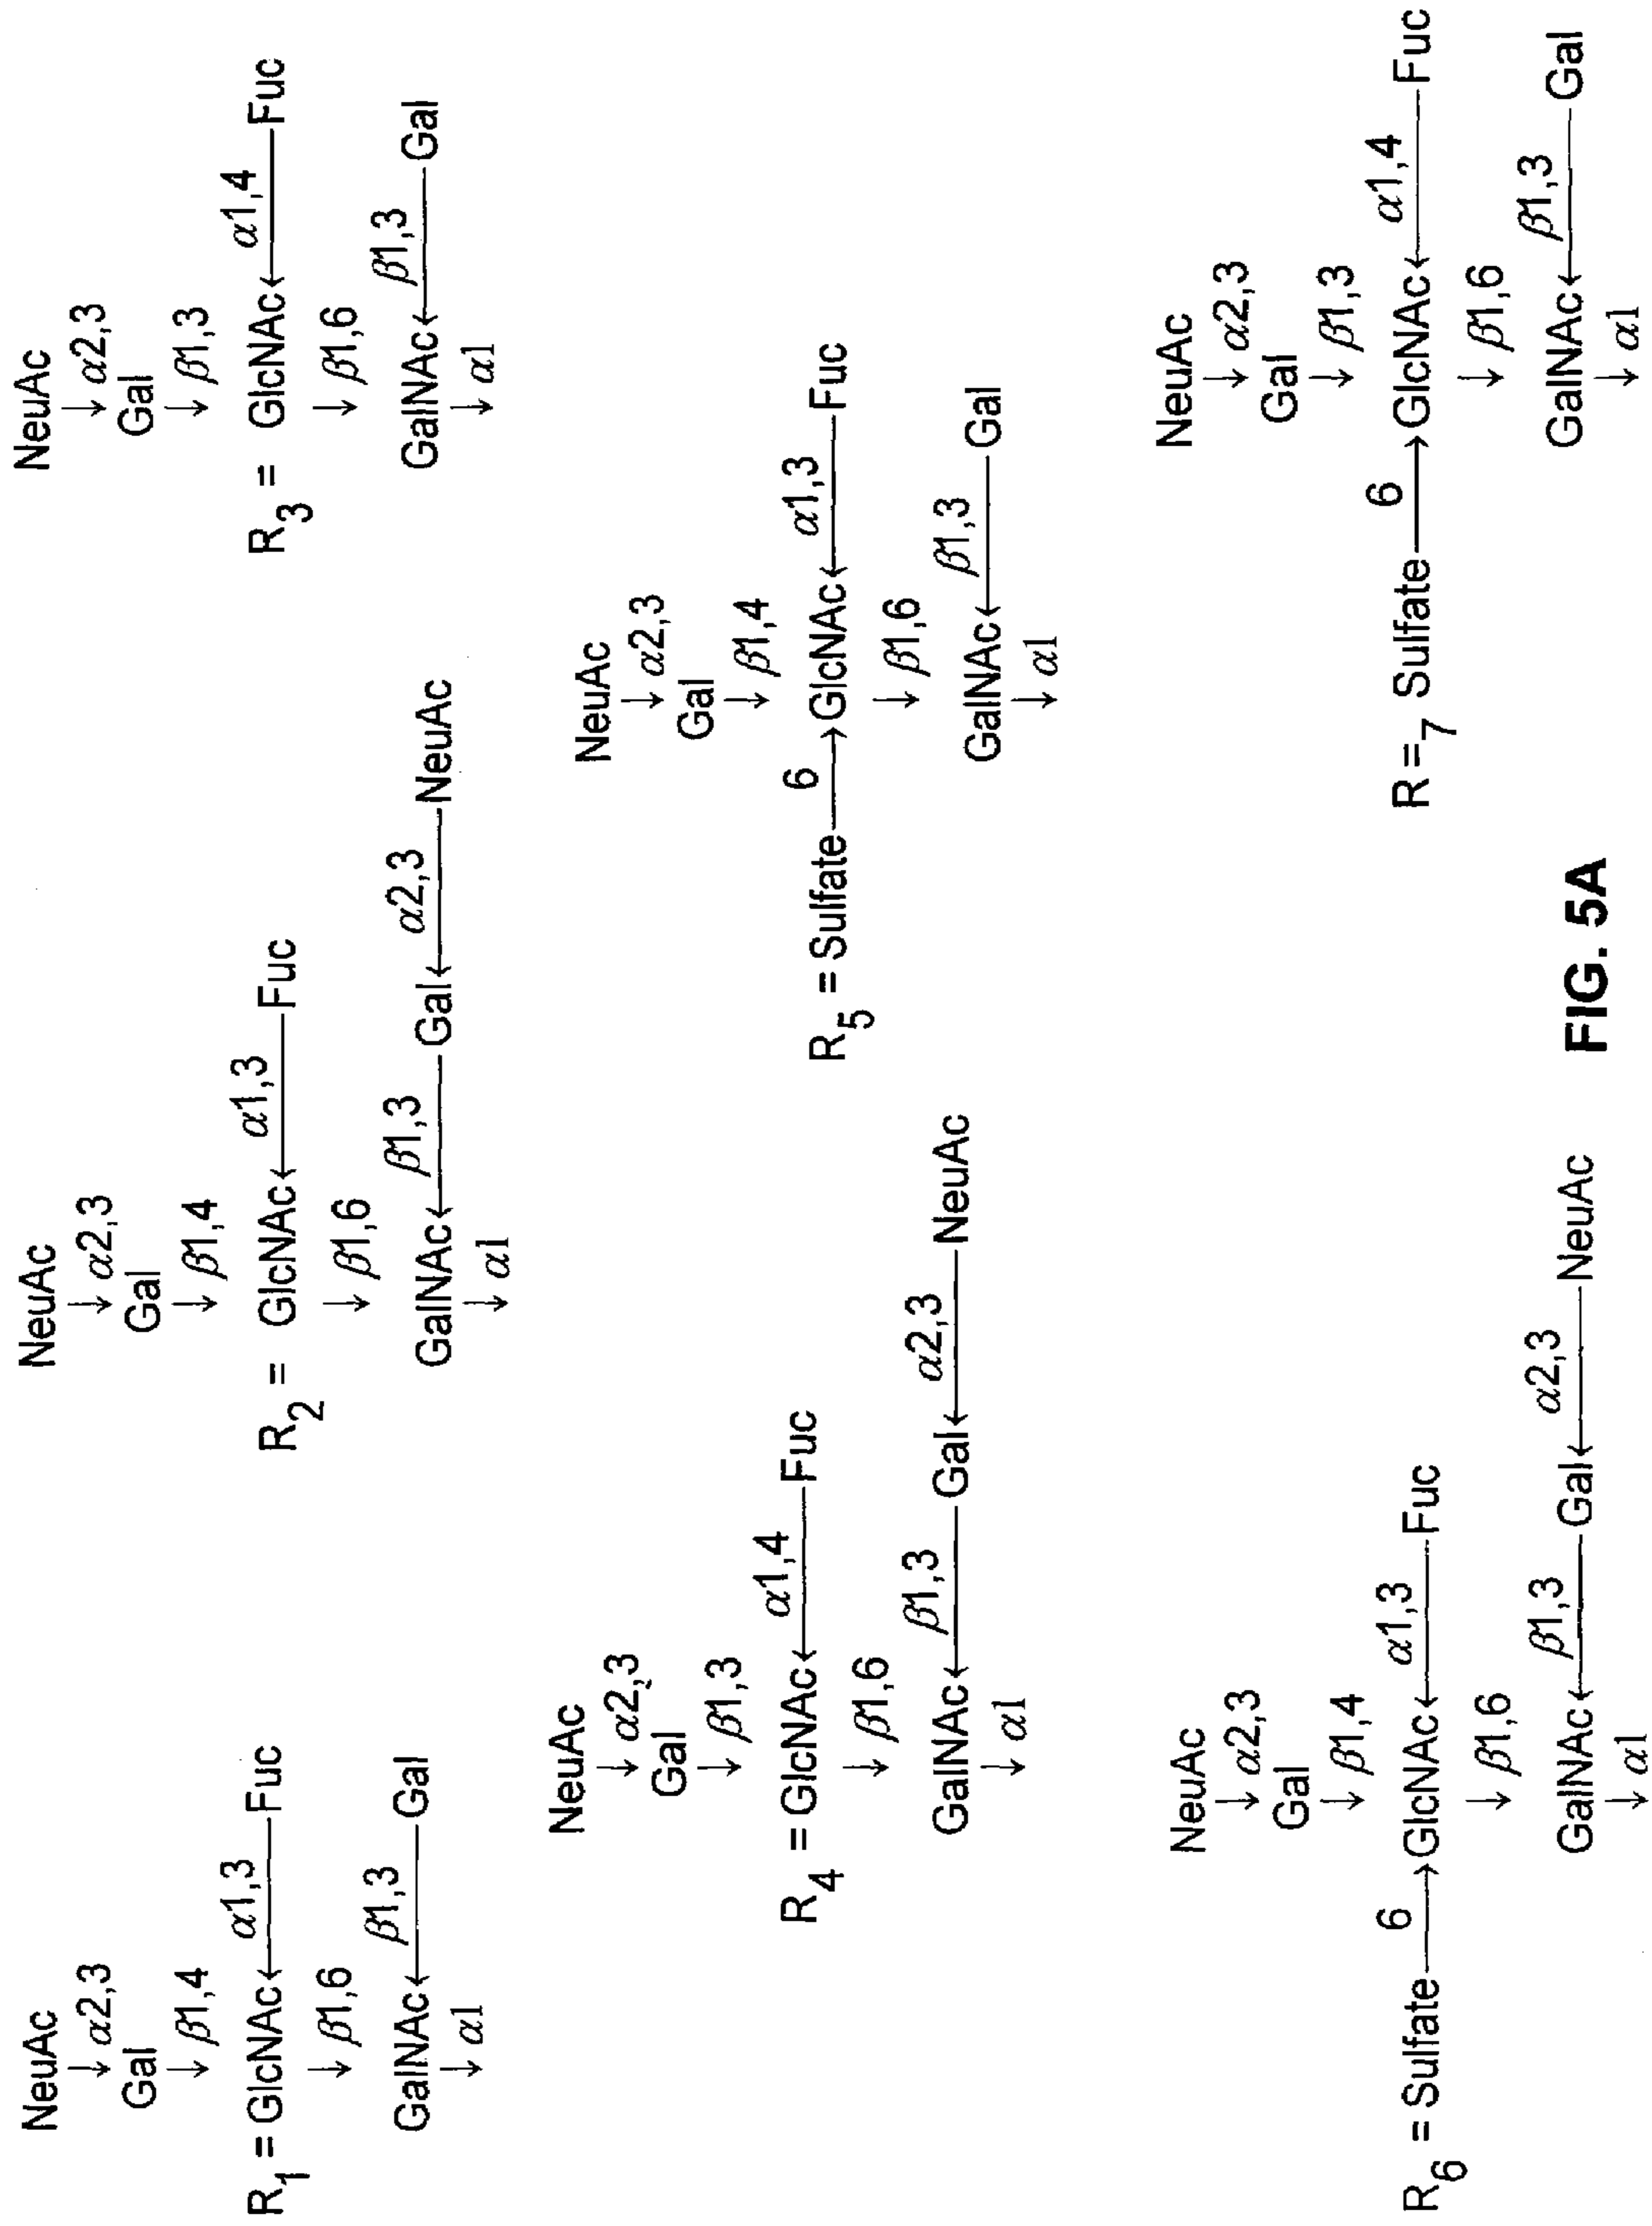 NeuAc
↓ α2,3
Gal
↓ β1,4
R1 = GlcNAc ← α1,3 Fuc
↓ β1,6
GalNAc ← β1,3 Gal
↓ α1
NeuAc
↓ α2,3
Gal
↓ β1,4
R2 = GlcNAc ← α1,3 Fuc
↓ β1,6
GalNAc ← β1,3 Gal ← α2,3 NeuAc
↓ α1
NeuAc
↓ α2,3
Gal
↓ β1,3
R3 = GlcNAc ← α1,4 Fuc
↓ β1,6
GalNAc ← β1,3 Gal
↓ α1
NeuAc
↓ α2,3
Gal
↓ β1,3
R4 = GlcNAc ← α1,4 Fuc
↓ β1,6
GalNAc ← β1,3 Gal ← α2,3 NeuAc
↓ α1
NeuAc
↓ α2,3
Gal
↓ β1,4
R5 = Sulfate 6 → GlcNAc ← α1,3 Fuc
↓ β1,6
GalNAc ← β1,3 Gal
↓ α1
NeuAc
↓ α2,3
Gal
↓ β1,4
R6 = Sulfate 6 → GlcNAc ← α1,3 Fuc
↓ β1,6
GalNAc ← β1,3 Gal ← α2,3 NeuAc
↓ α1
NeuAc
↓ α2,3
Gal
↓ β1,3
R =7 Sulfate 6 → GlcNAc ← α1,4 Fuc
↓ β1,6
GalNAc ← β1,3 Gal
↓ α1
FIG. 5A